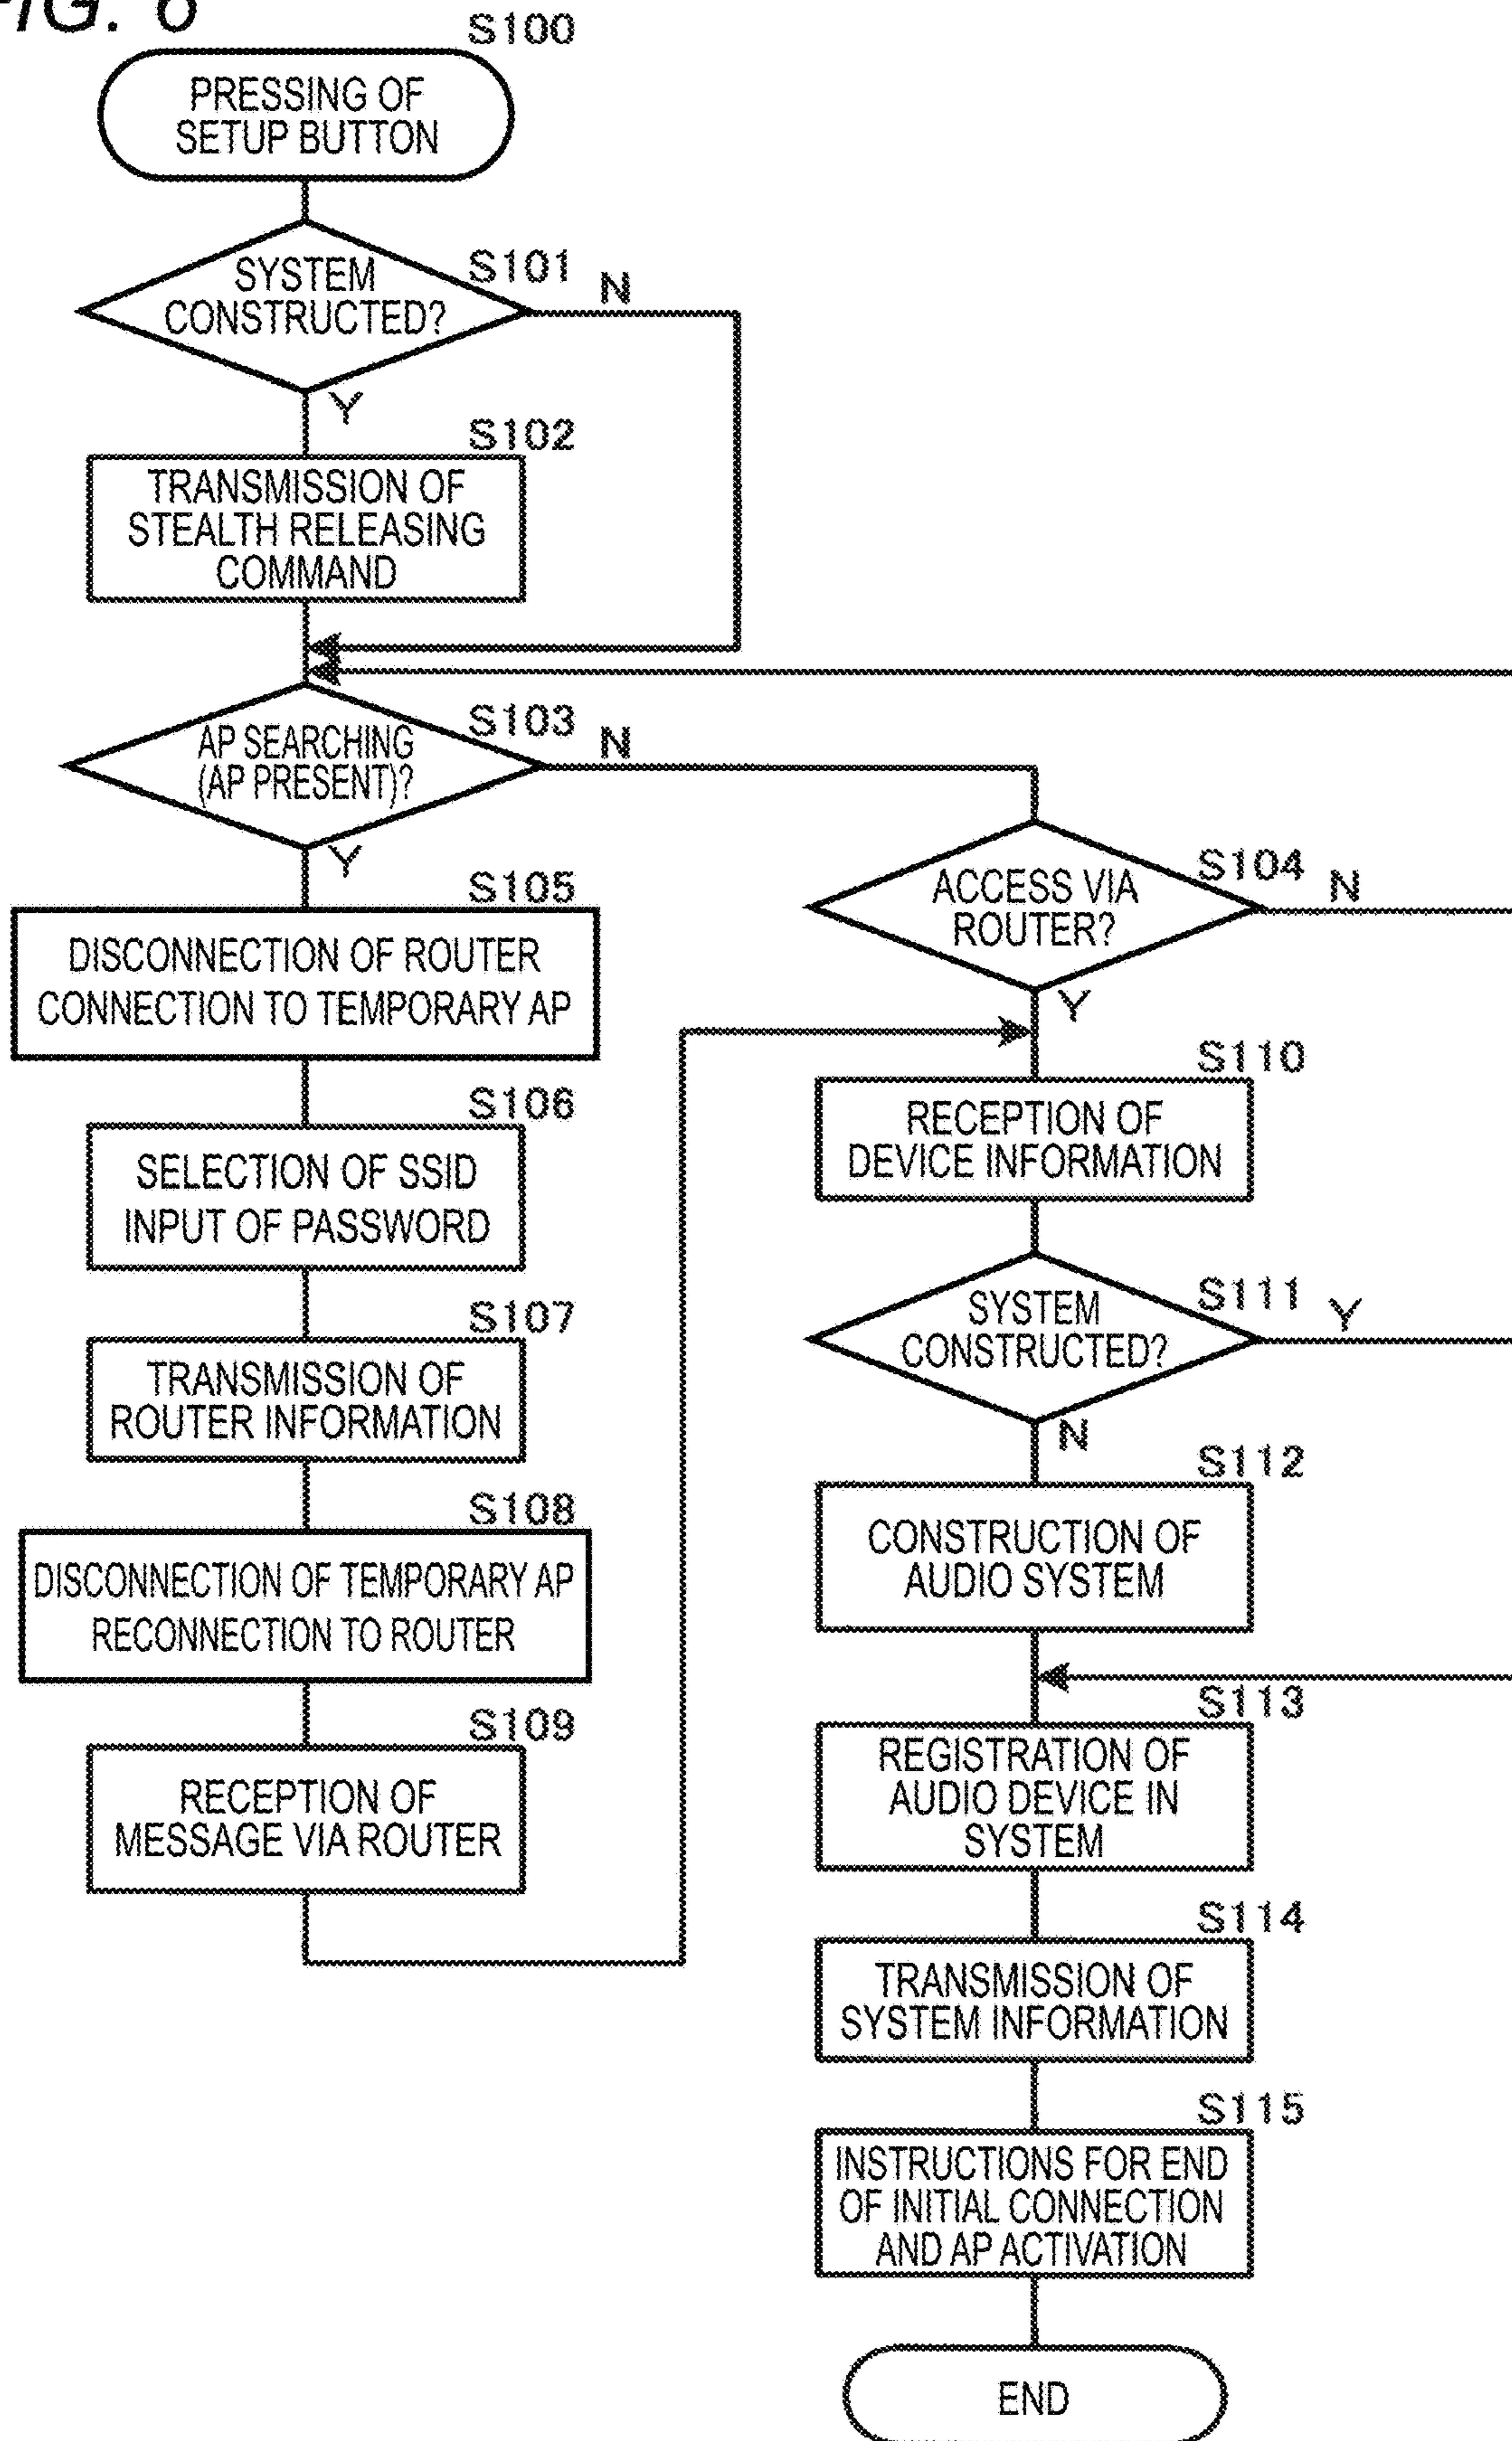 FIG. 6
S100
PRESSING OF
SETUP BUTTON
S101
SYSTEM
CONSTRUCTED?
N
Y
S102
TRANSMISSION OF
STEALTH RELEASING
COMMAND
S103
AP SEARCHING
(AP PRESENT)?
N
Y
S104
ACCESS VIA
ROUTER?
N
Y
S105
DISCONNECTION OF ROUTER
CONNECTION TO TEMPORARY AP
S106
SELECTION OF SSID
INPUT OF PASSWORD
S107
TRANSMISSION OF
ROUTER INFORMATION
S108
DISCONNECTION OF TEMPORARY AP
RECONNECTION TO ROUTER
S109
RECEPTION OF
MESSAGE VIA ROUTER
S110
RECEPTION OF
DEVICE INFORMATION
S111
SYSTEM
CONSTRUCTED?
Y
N
S112
CONSTRUCTION OF
AUDIO SYSTEM
S113
REGISTRATION OF
AUDIO DEVICE IN
SYSTEM
S114
TRANSMISSION OF
SYSTEM INFORMATION
S115
INSTRUCTIONS FOR END
OF INITIAL CONNECTION
AND AP ACTIVATION
END